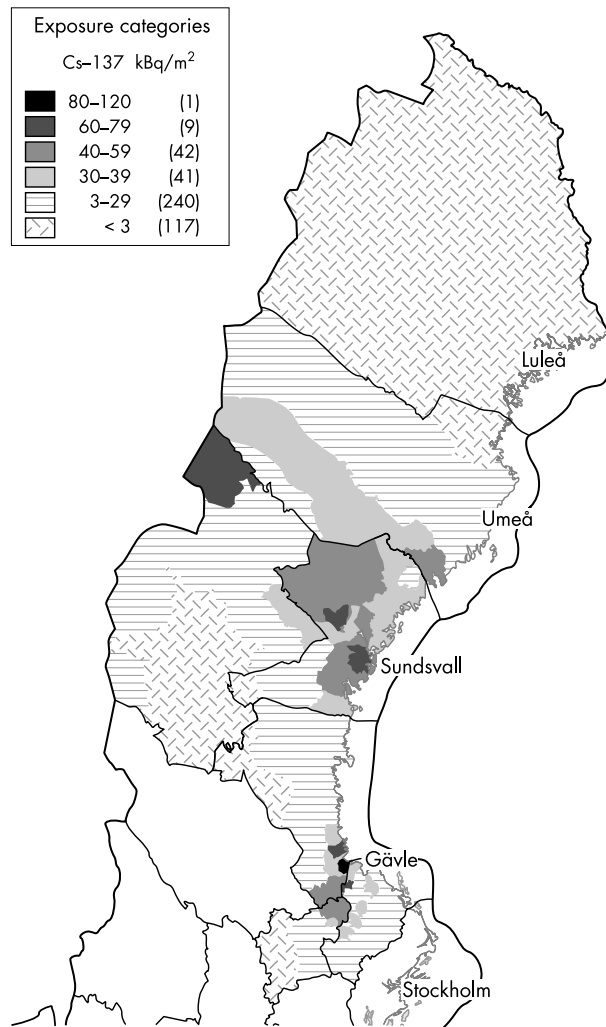 Exposure categories
Cs–137 kBq/m²
80–120 (1)
60–79 (9)
40–59 (42)
30–39 (41)
3–29 (240)
< 3 (117)
Luleå
Umeå
Sundsvall
Gävle
Stockholm